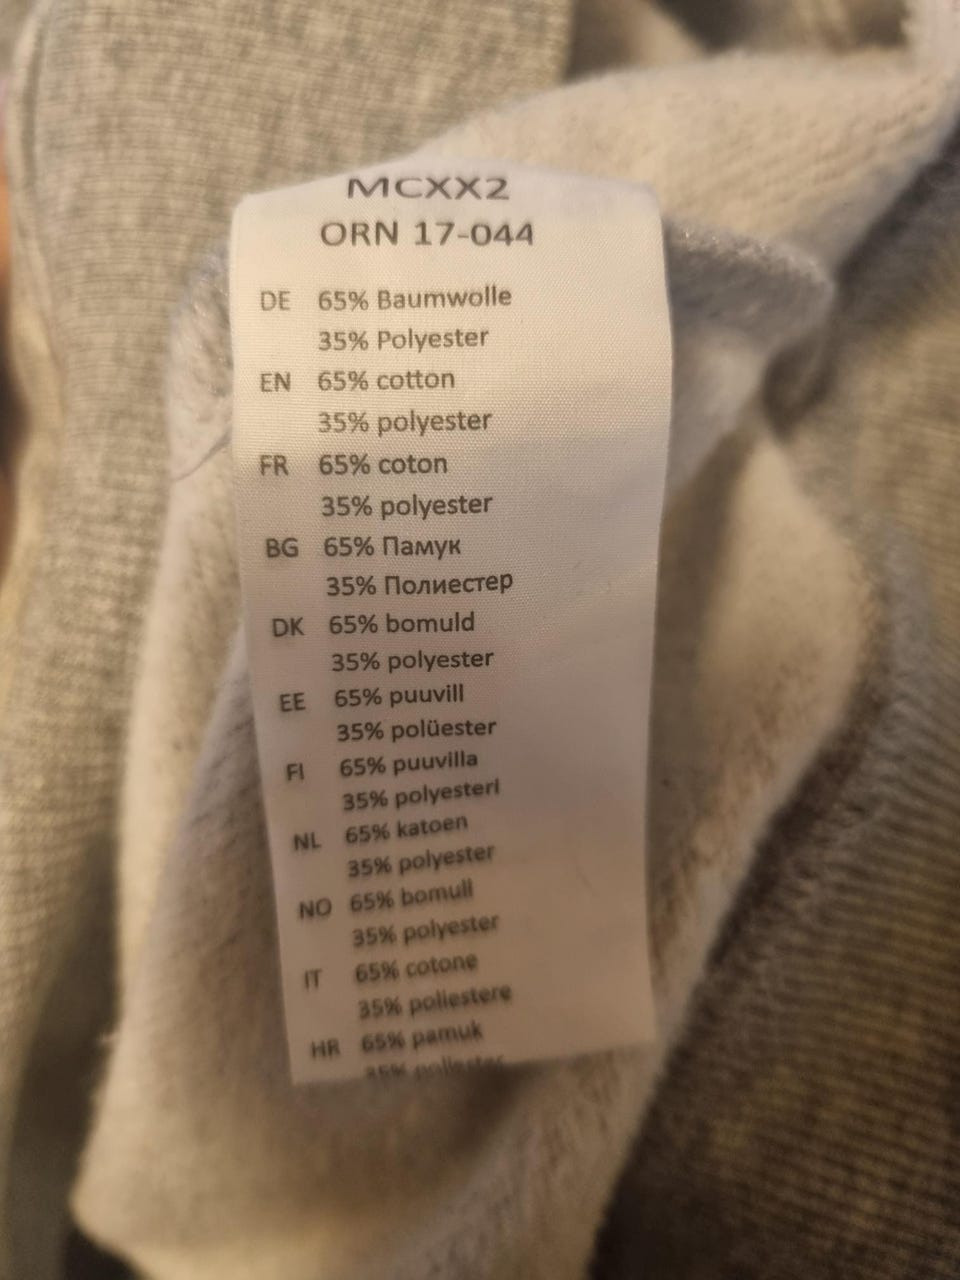 MCXX2
ORN 17-044
DE 65% Baumwolle
35% Polyester
EN 65% cotton
35% polyester
FR 65% coton
35% polyester
BG 65% Памук
35% Полиестер
DK 65% bomuld
35% polyester
EE 65% puuvill
35% polüester
FI 65% puuvilla
35% polyesteri
NL 65% katoen
35% polyester
NO 65% bomull
35% polyester
IT 65% cotone
35% poliestere
HR 65% pamuk
35% poliester